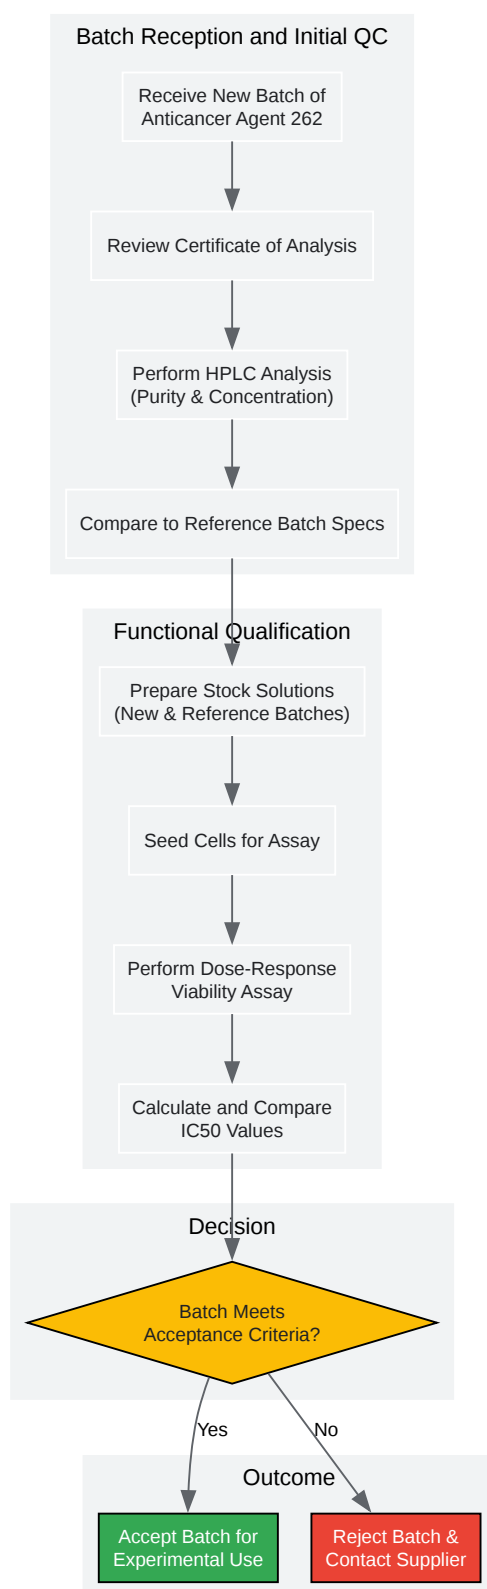 Batch Reception and Initial QC
Receive New Batch of
Anticancer Agent 262
Review Certificate of Analysis
Perform HPLC Analysis
(Purity & Concentration)
Compare to Reference Batch Specs
Functional Qualification
Prepare Stock Solutions
(New & Reference Batches)
Seed Cells for Assay
Perform Dose-Response
Viability Assay
Calculate and Compare
IC50 Values
Decision
Batch Meets
Acceptance Criteria?
Yes
No
Outcome
Accept Batch for
Experimental Use
Reject Batch &
Contact Supplier